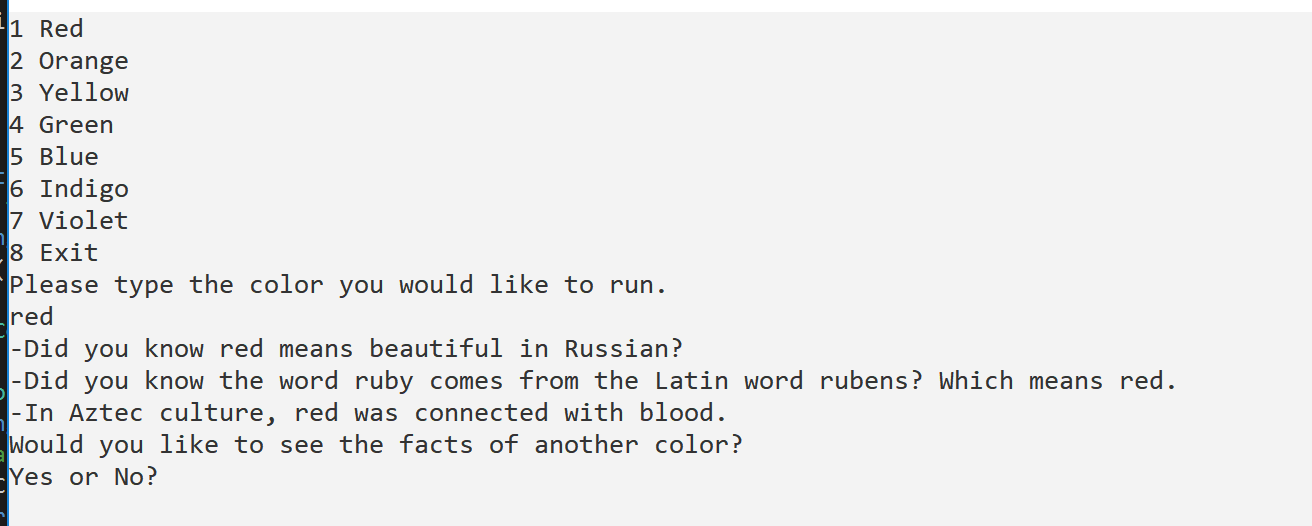 1 Red
2 Orange
3 Yellow
4 Green
5 Blue
6 Indigo
7 Violet
8 Exit
Please type the color you would like to run.
red
-Did you know red means beautiful in Russian?
-Did you know the word ruby comes from the Latin word rubens? Which means red.
-In Aztec culture, red was connected with blood.
Would you like to see the facts of another color?
Yes or No?